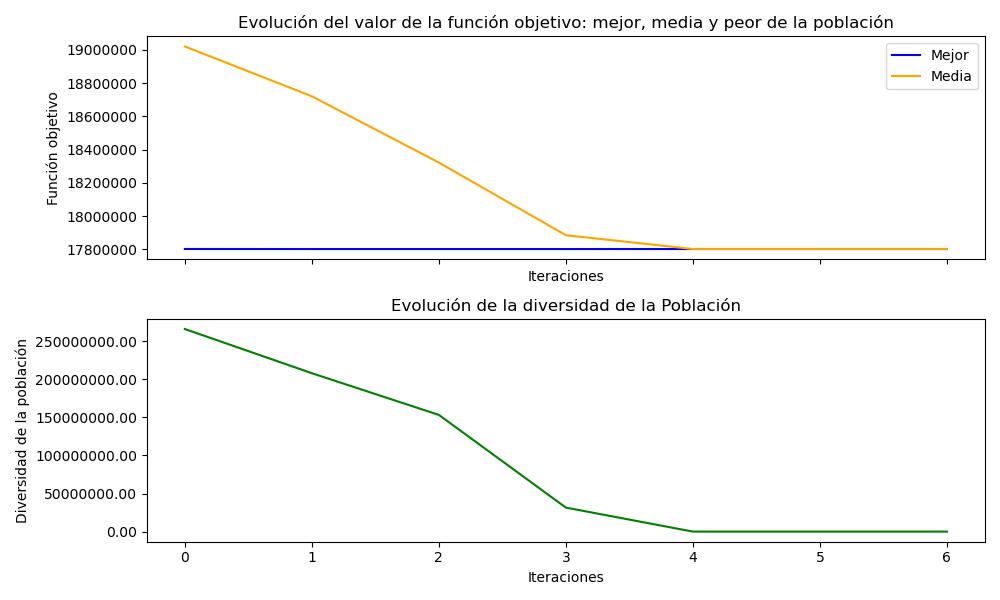 Evolución del valor de la función objetivo: mejor, media y peor de la población
19000000
18800000
18600000
18400000
18200000
18000000
17800000
Función objetivo
Mejor
Media
Iteraciones
Evolución de la diversidad de la Población
250000000.00
200000000.00
150000000.00
100000000.00
50000000.00
0.00
Diversidad de la población
0 1 2 3 4 5 6
Iteraciones